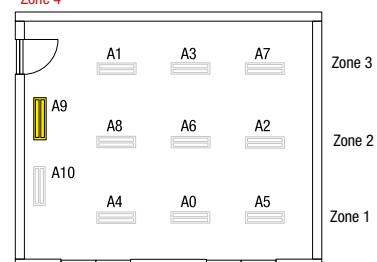 Zone 4
A1 A3 A7 Zone 3
A9
A8 A6 A2 Zone 2
A10
A4 A0 A5 Zone 1